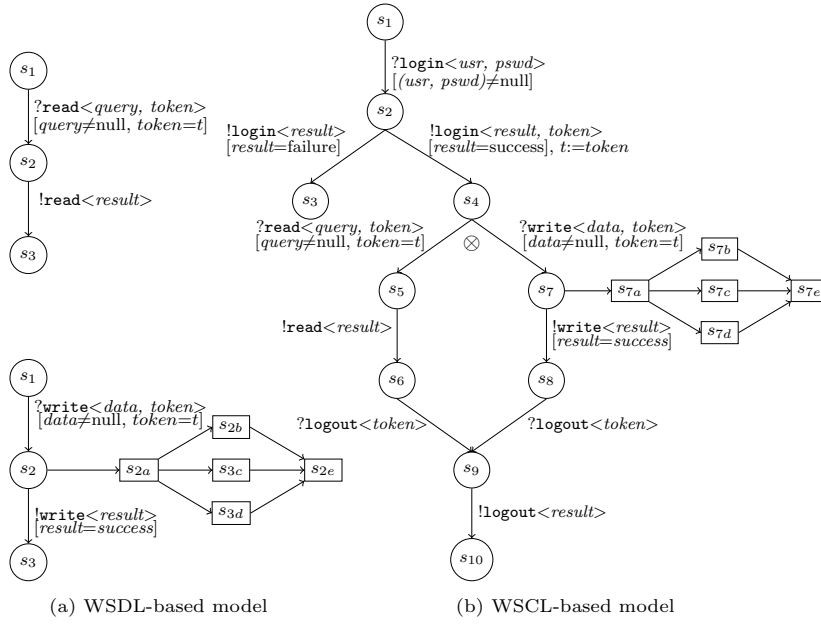 s1
?read<query, token>
[query≠null, token=t]
s2
!read<result>
s3
s1
?write<data, token>
[data≠null, token=t]
s2
s2a
s2b
s3c
s3d
s2e
!write<result>
[result=success]
s3
(a) WSDL-based model
s1
?login<usr, pswd>
[(usr, pswd)≠null]
s2
!login<result>
[result=failure]
!login<result, token>
[result=success], t:=token
s3
s4
?read<query, token>
[query≠null, token=t]
⊗
?write<data, token>
[data≠null, token=t]
s5
s7
s7a
s7b
s7c
s7d
s7e
!read<result>
!write<result>
[result=success]
s6
s8
?logout<token>
?logout<token>
s9
!logout<result>
s10
(b) WSCL-based model